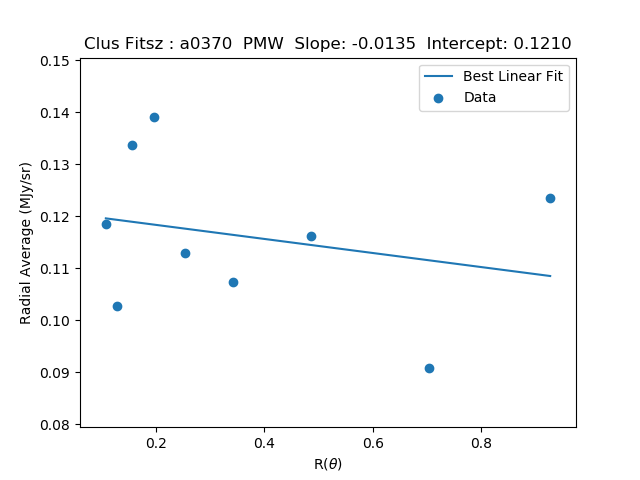 Clus Fitsz : a0370  PMW  Slope: -0.0135  Intercept: 0.1210
Best Linear Fit
Data
Radial Average (MJy/sr)
0.15
0.14
0.13
0.12
0.11
0.10
0.09
0.08
0.2 0.4 0.6 0.8
R(θ)